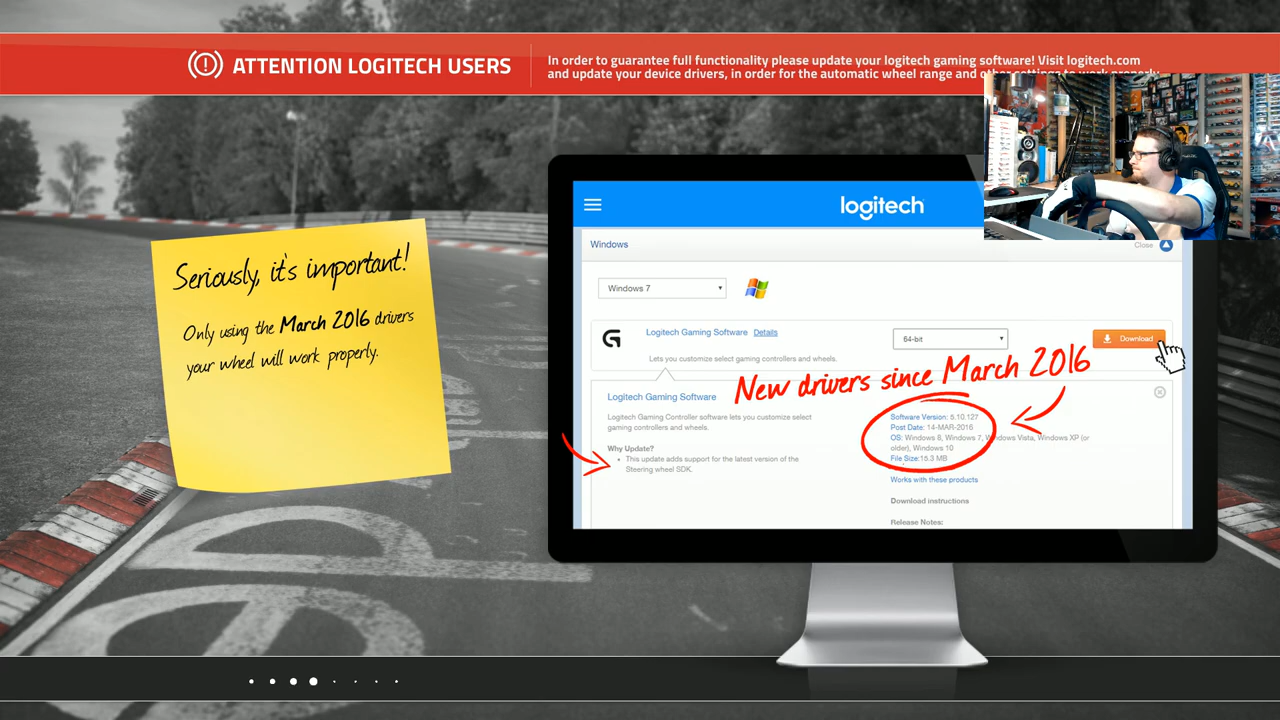 ATTENTION LOGITECH USERS
In order to guarantee full functionality please update your logitech gaming software! Visit logitech.com
and update your device drivers, in order for the automatic wheel range and other settings to work properly
Seriously, it's important!
Only using the March 2016 drivers
your wheel will work properly.
logitech
Windows
Close
Windows 7
Logitech Gaming Software Details
64-bit
Download
Lets you customize select gaming controllers and wheels.
New drivers since March 2016
Logitech Gaming Software
Logitech Gaming Controller software lets you customize select
gaming controllers and wheels.
Why Update?
This update adds support for the latest version of the
Steering wheel SDK.
Software Version: 8.10.127
Post Date: 14-MAR-2016
OS: Windows 8, Windows 7, Windows Vista, Windows XP (or
older), Windows 10
File Size:15.3 MB
Works with these products
Download instructions
Release Notes: